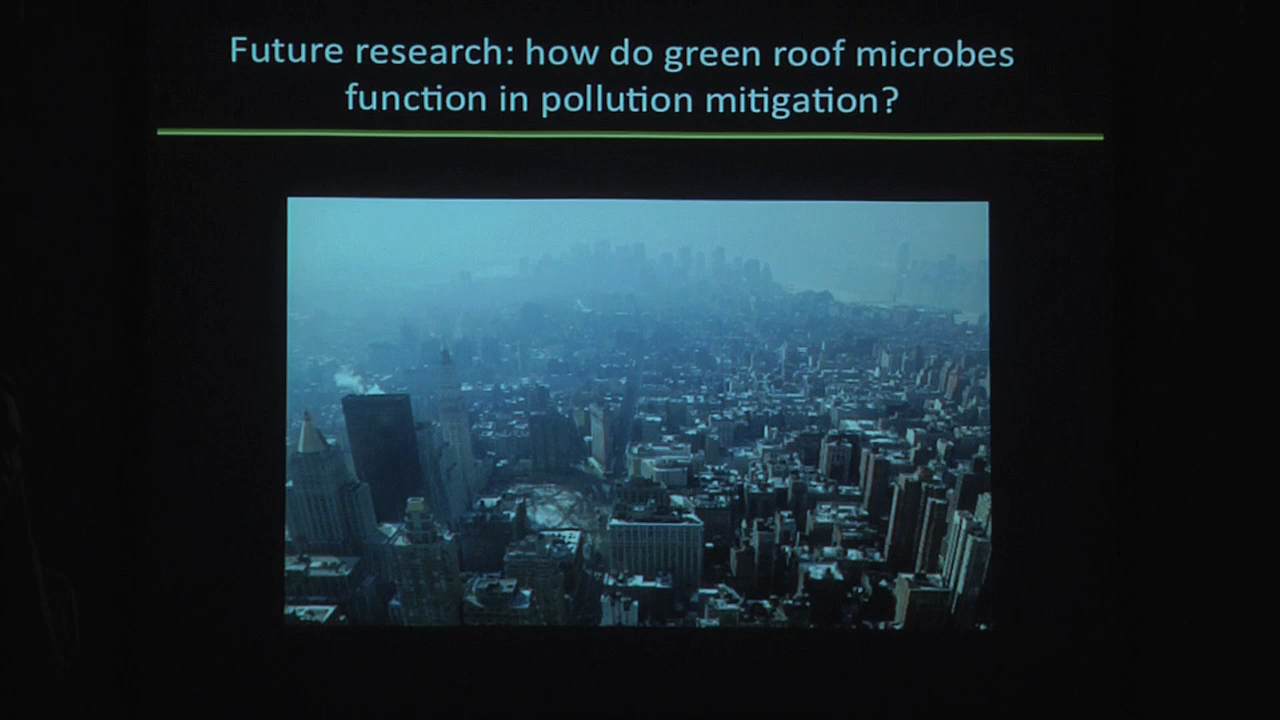 Future research: how do green roof microbes
function in pollution mitigation?